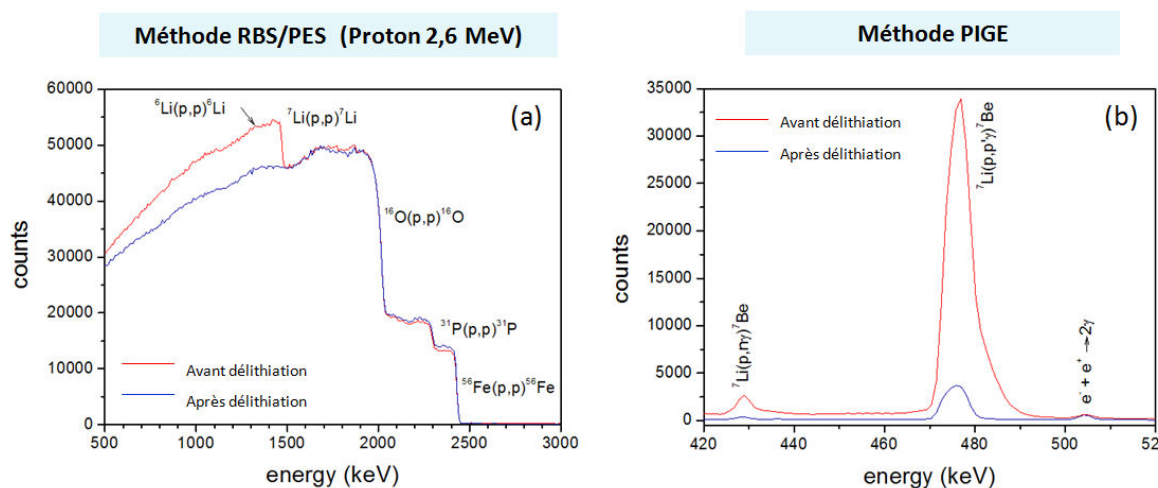 Méthode RBS/PES (Proton 2,6 MeV)
Méthode PIGE
60000
50000
40000
30000
20000
10000
0
counts
500
1000
1500
2000
2500
3000
energy (keV)
(a)
⁶Li(p,p)⁶Li
⁷Li(p,p)⁷Li
¹⁶O(p,p)¹⁶O
³¹P(p,p)³¹P
⁵⁶Fe(p,p)⁵⁶Fe
Avant délithiation
Après délithiation
35000
30000
25000
20000
15000
10000
5000
0
counts
420
440
460
480
500
520
energy (keV)
(b)
Avant délithiation
Après délithiation
⁷Li(p,nγ)⁷Be
⁷Li(p,p'γ)⁷Be
e⁻+ e⁺ →2γ